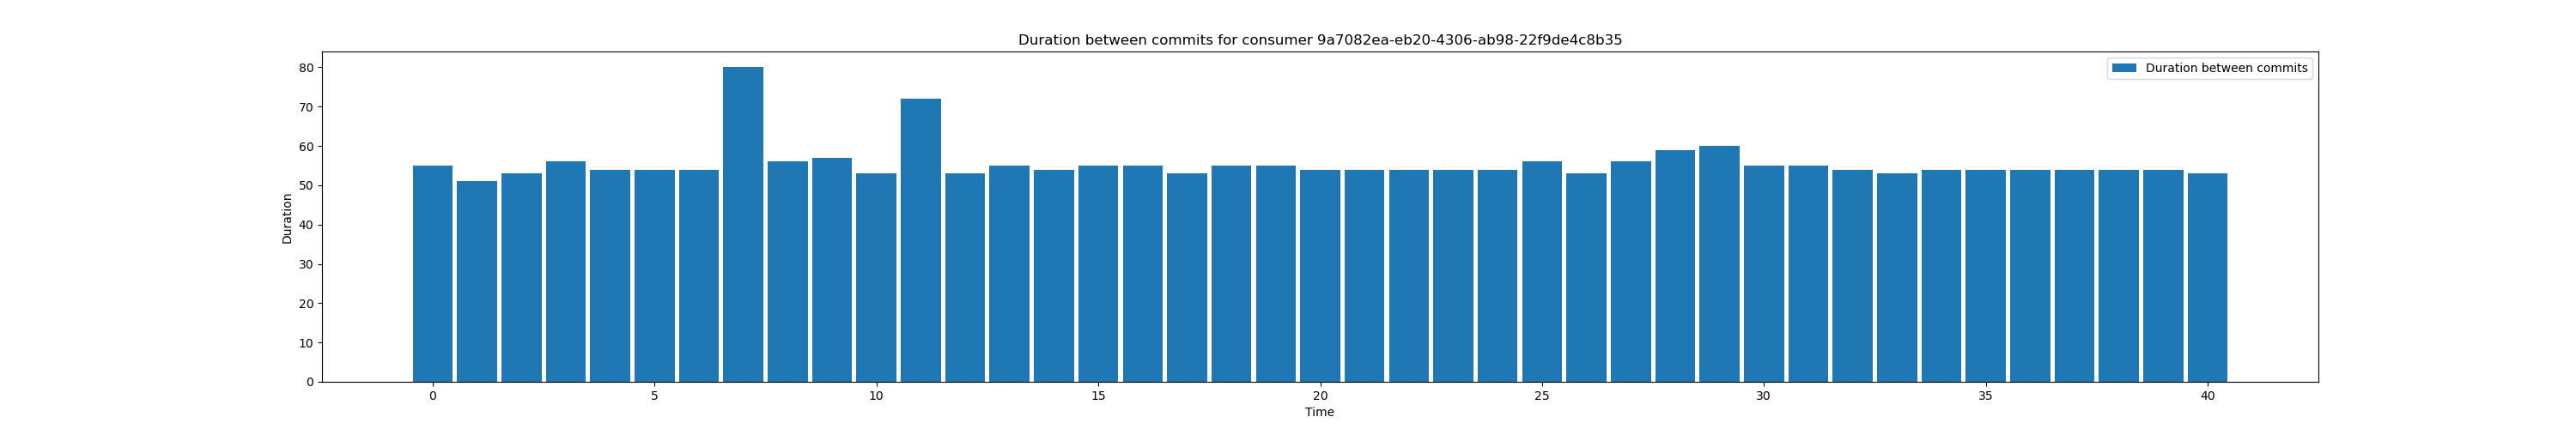 Duration between commits for consumer 9a7082ea-eb20-4306-ab98-22f9de4c8b35
Duration between commits
80
70
60
50
40
30
20
10
0
Duration
0 5 10 15 20 25 30 35 40
Time